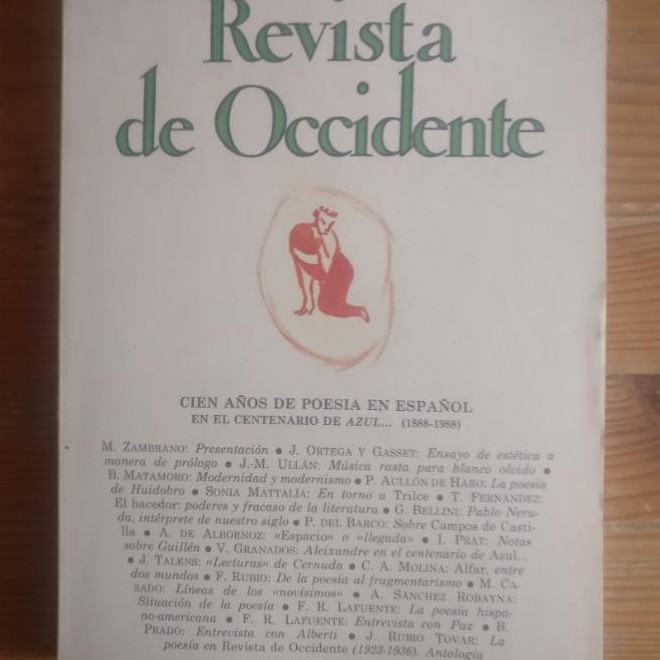 Revista
de Occidente
CIEN AÑOS DE POESIA EN ESPAÑOL
EN EL CENTENARIO DE AZUL... (1888-1988)
M. ZAMBRANO: Presentación ● J. ORTEGA Y GASSET: Ensayo de estética a
manera de prólogo ● J.-M. ULLÁN: Música rasta para blanco olvido ●
B. MATAMORO: Modernidad y modernismo ● P. AULLÓN DE HARO: La poesía
de Huidobro ● SONIA MATTALÍA: En torno a Trilce ● T. FERNÁNDEZ:
El hacedor: poderes y fracaso de la literatura ● G. BELLINI: Pablo Neru-
da, intérprete de nuestro siglo ● P. DEL BARCO: Sobre Campos de Casti-
lla ● A. DE ALBORNOZ: «Espacio» o «llegada» ● I. PRAT: Notas
sobre Guillén ● V. GRANADOS: Aleixandre en el centenario de Azul...
● J. TALENS: «Lecturas» de Cernuda ● C. A. MOLINA: Alfar, entre
dos mundos ● F. RUBIO: De la poesía al fragmentarismo ● M. CA-
SADO: Líneas de los «novísimos» ● A. SÁNCHEZ ROBAYNA:
Situación de la poesía ● F. R. LAFUENTE: La poesía hispa-
no-americana ● F. R. LAFUENTE: Entrevista con Paz ● B.
PRADO: Entrevista con Alberti ● J. RUBIO TOVAR: La
poesía en Revista de Occidente (1923-1936). Antología